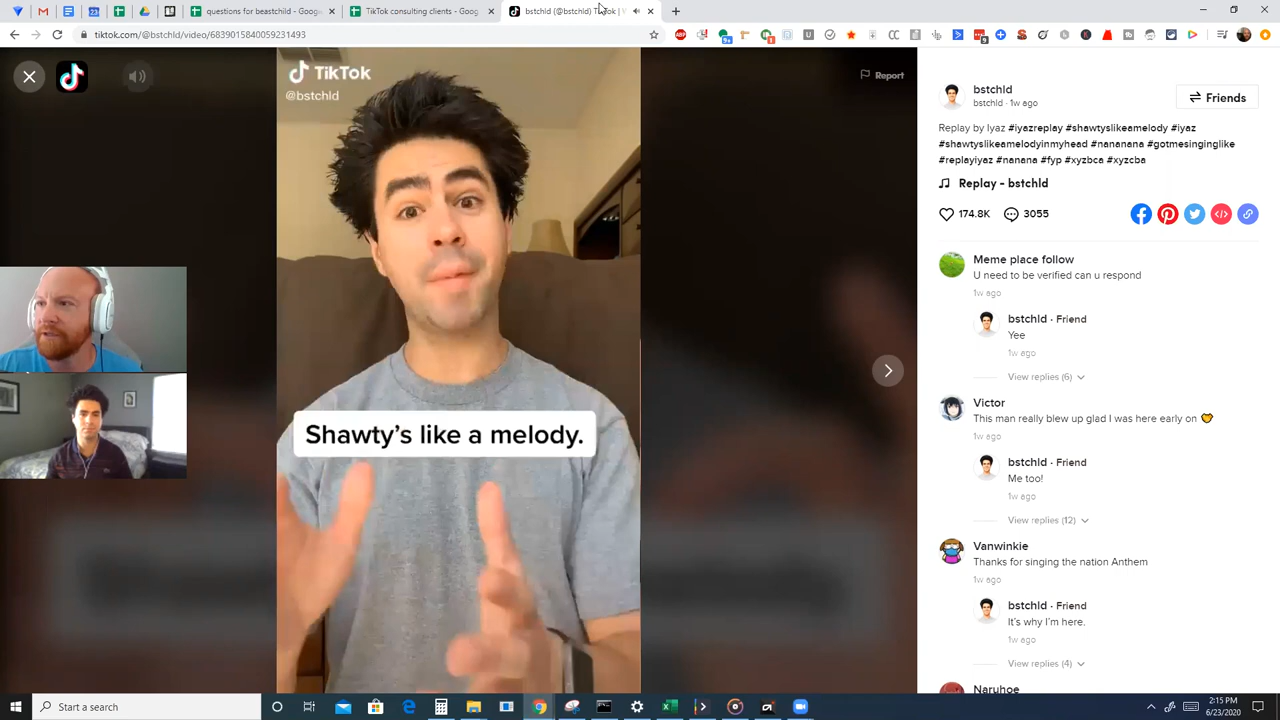 questions for beastchild - Google
TikTok consulting clients - Goog
bstchld (@bstchld) TikTok | V
tiktok.com/@bstchld/video/6839015840059231493
TikTok
@bstchld
Report
Shawty's like a melody.
bstchld
bstchld · 1w ago
Friends
Replay by Iyaz #iyazreplay #shawtyslikeamelody #iyaz
#shawtyslikeamelodyinmyhead #nananana #gotmesinginglike
#replayiyaz #nanana #fyp #xyzbca #xyzcba
Replay - bstchld
174.8K
3055
Meme place follow
U need to be verified can u respond
1w ago
bstchld · Friend
Yee
1w ago
View replies (6)
Victor
This man really blew up glad I was here early on
1w ago
bstchld · Friend
Me too!
1w ago
View replies (12)
Vanwinkie
Thanks for singing the nation Anthem
1w ago
bstchld · Friend
It's why I'm here.
1w ago
View replies (4)
Naruhoe
Start a search
2:15 PM
6/23/2020